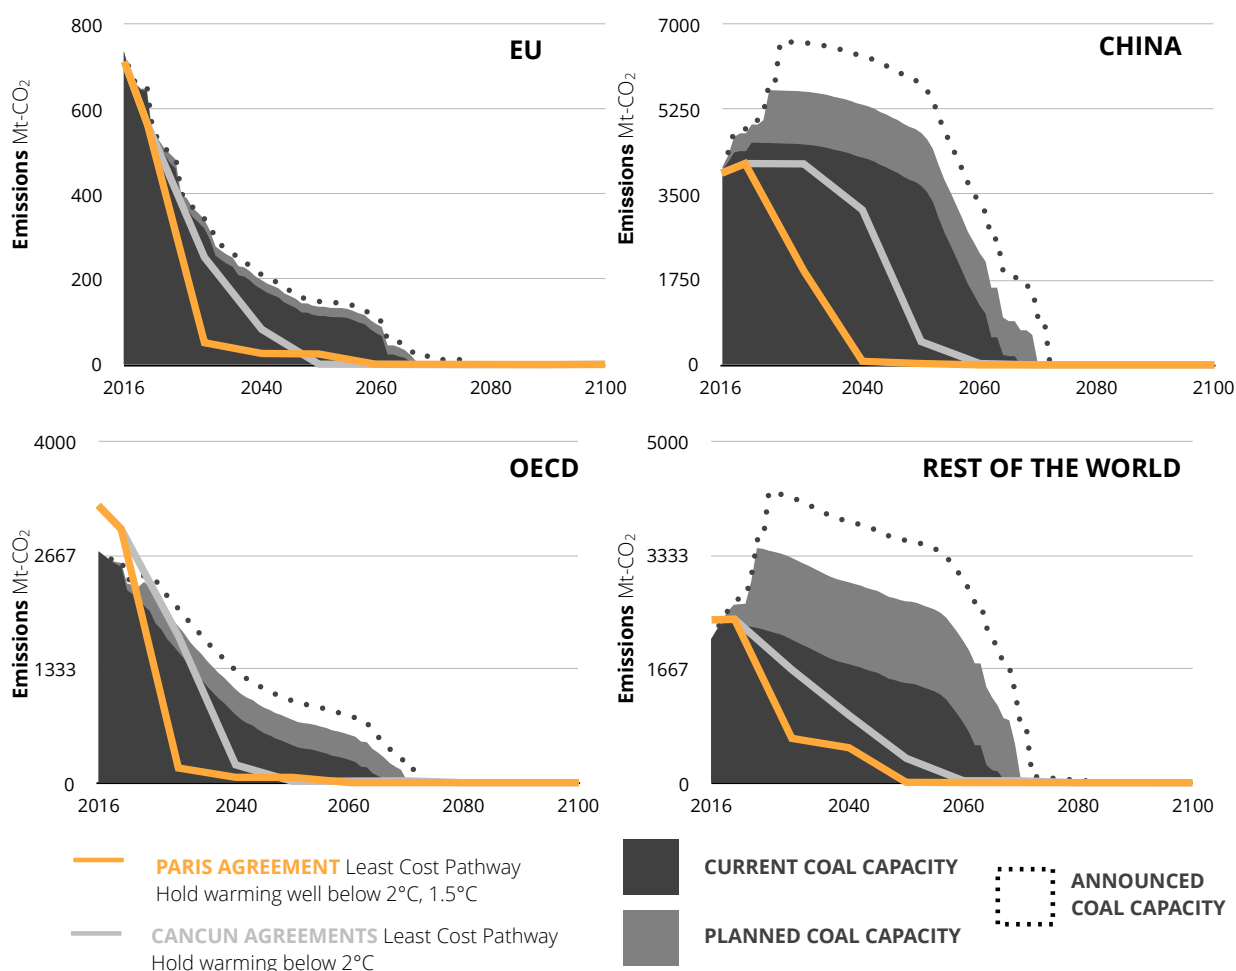 EU
800
600
400
200
0
Emissions Mt-CO2
2016 2040 2060 2080 2100
CHINA
7000
5250
3500
1750
0
Emissions Mt-CO2
2016 2040 2060 2080 2100
OECD
4000
2667
1333
0
Emissions Mt-CO2
2016 2040 2060 2080 2100
REST OF THE WORLD
5000
3333
1667
0
Emissions Mt-CO2
2016 2040 2060 2080 2100
PARIS AGREEMENT Least Cost Pathway
Hold warming well below 2°C, 1.5°C
CANCUN AGREEMENTS Least Cost Pathway
Hold warming below 2°C
CURRENT COAL CAPACITY
PLANNED COAL CAPACITY
ANNOUNCED
COAL CAPACITY